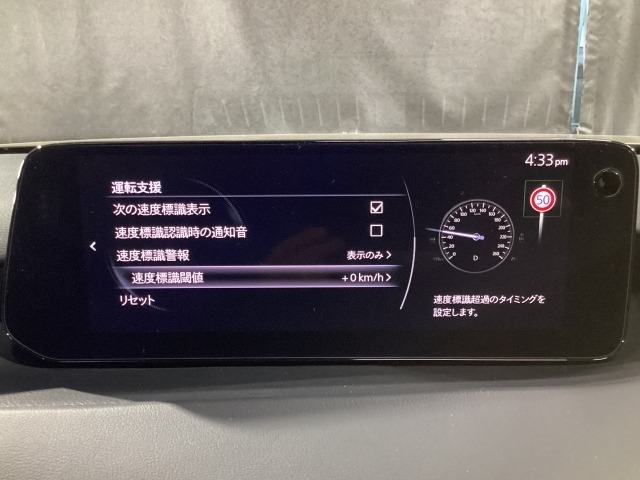 4:33pm
運転支援
次の速度標識表示
速度標識認識時の通知音
速度標識警報 表示のみ
速度標識閾値 +0km/h
リセット
50
D
速度標識超過のタイミングを
設定します。